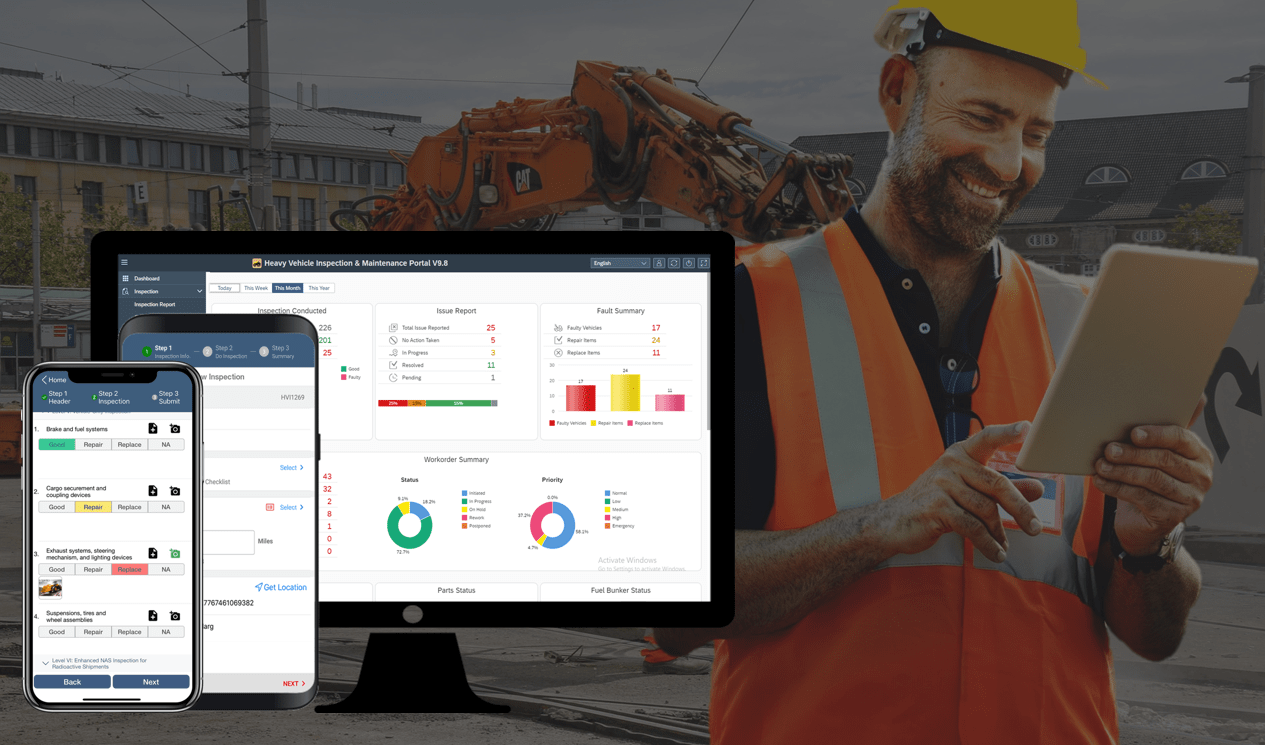 E
CAT
Heavy Vehicle Inspection & Maintenance Portal V9.8
English
Dashboard
Inspection
Inspection Report
Today
This Week
This Month
This Year
Inspection Conducted
226
201
25
Good
Faulty
Issue Report
Total Issue Reported 25
No Action Taken 5
In Progress 3
Resolved 11
Pending 1
25%
55%
Fault Summary
Faulty Vehicles 17
Repair Items 24
Replace Items 11
30
20
10
0
17
24
11
Faulty Vehicles
Repair Items
Replace Items
Workorder Summary
43
32
2
8
1
0
0
Status
9.1%
18.2%
72.7%
Initiated
In Progress
On Hold
Rework
Postponed
Priority
0.0%
37.2%
58.1%
4.7%
Normal
Low
Medium
High
Emergency
Activate Windows
Go to Settings to activate Windows.
Parts Status
Fuel Bunker Status
1 Step 1
Inspection Info.
2 Step 2
Do Inspection
3 Step 3
Summary
w Inspection
HVI1269
Select
Checklist
Select
Miles
Get Location
7767461069382
arg
NEXT
Home
Step 1
Header
2 Step 2
Inspection
3 Step 3
Submit
1. Brake and fuel systems
Good Repair Replace NA
2. Cargo securement and
coupling devices
Good Repair Replace NA
3. Exhaust systems, steering
mechanism, and lighting devices
Good Repair Replace NA
4. Suspensions, tires and
wheel assemblies
Good Repair Replace NA
Level VI: Enhanced NAS Inspection for
Radioactive Shipments
Back
Next